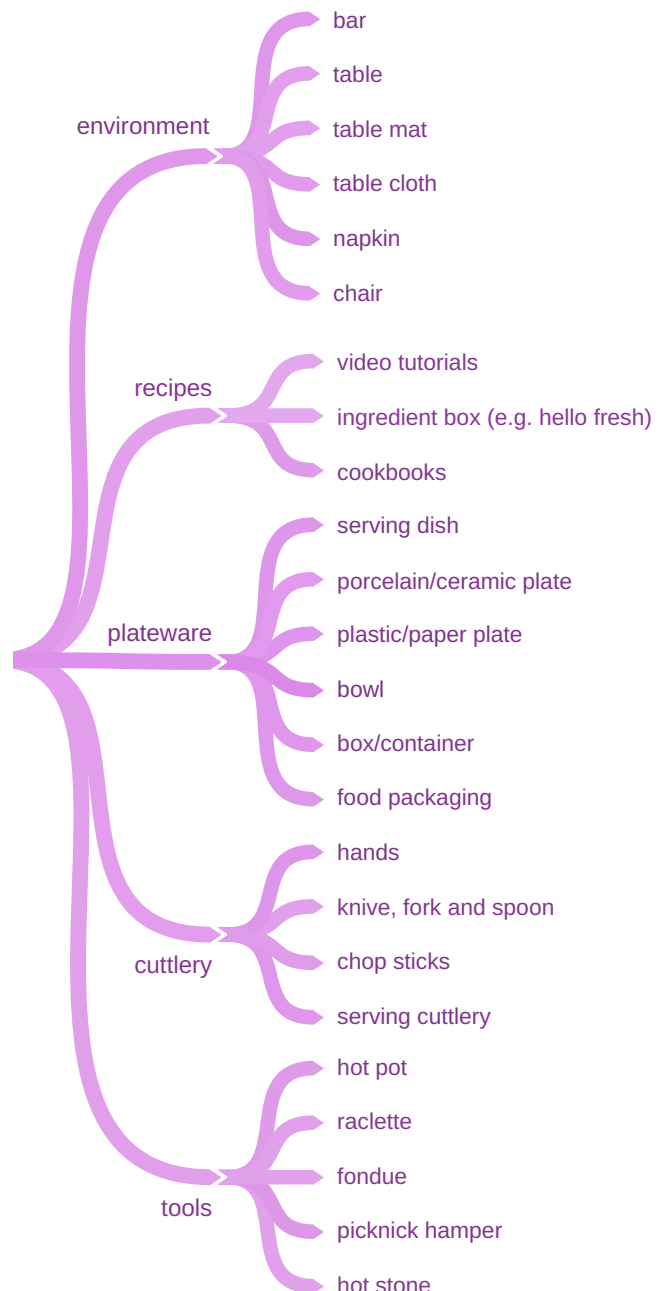 environment
bar
table
table mat
table cloth
napkin
chair
recipes
video tutorials
ingredient box (e.g. hello fresh)
cookbooks
plateware
serving dish
porcelain/ceramic plate
plastic/paper plate
bowl
box/container
food packaging
cuttlery
hands
knive, fork and spoon
chop sticks
serving cuttlery
tools
hot pot
raclette
fondue
picknick hamper
hot stone